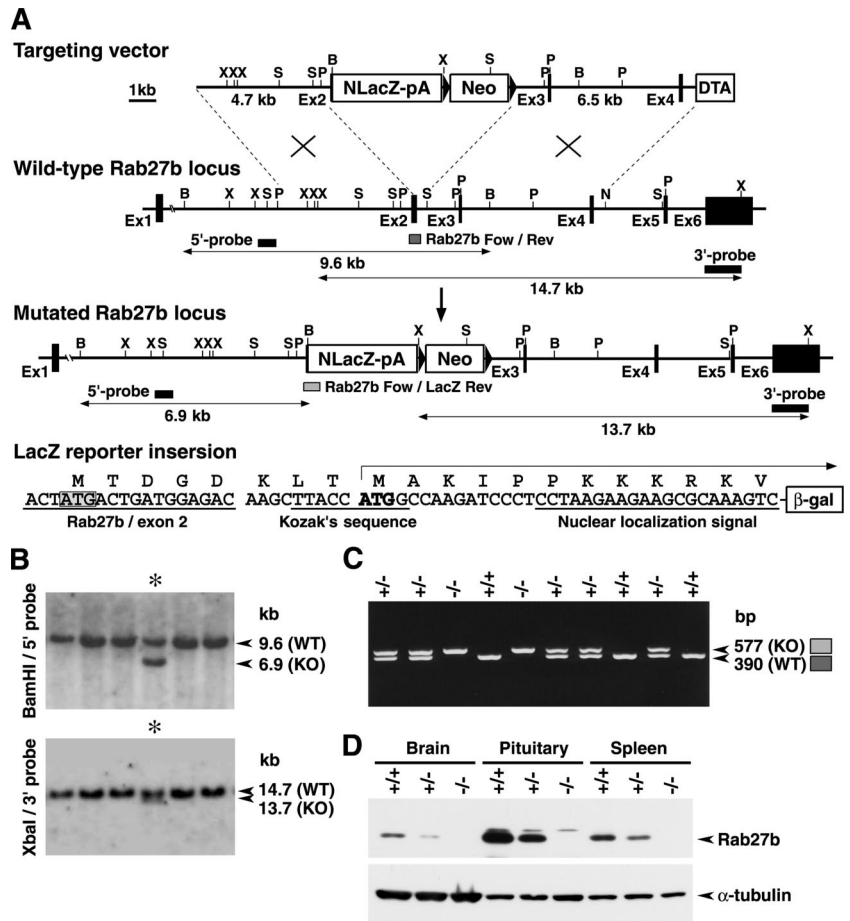 A
Targeting vector
B X S P
XXX S SP P B P
1kb 4.7 kb Ex2 NLacZ-pA Neo Ex3 6.5 kb Ex4 DTA
Wild-type Rab27b locus
B X X S P XXX S S P S P P B P N S P X
Ex1 Ex2 Ex3 Ex4 Ex5 Ex6
5'-probe Rab27b Fow / Rev 3'-probe
9.6 kb
14.7 kb
Mutated Rab27b locus
B X X S XXX S S P B X S P P B P S P X
Ex1 NLacZ-pA Neo Ex3 Ex4 Ex5 Ex6
5'-probe Rab27b Fow / LacZ Rev 3'-probe
6.9 kb
13.7 kb
LacZ reporter insersion
M T D G D K L T M A K I P P K K K R K V
ACTATGACTGATGGAGAC AAGCTTACC ATGGCCAAGATCCCTCCTAAGAAGAAGCGCAAAGTC β-gal
Rab27b / exon 2 Kozak's sequence Nuclear localization signal
B
*
BamHI / 5' probe
kb
9.6 (WT)
6.9 (KO)
*
XbaI / 3' probe
kb
14.7 (WT)
13.7 (KO)
C
+/- +/- -/- +/+ -/- +/- +/- +/+ +/- +/+
bp
577 (KO)
390 (WT)
D
Brain Pituitary Spleen
+/+ +/- -/- +/+ +/- -/- +/+ +/- -/-
Rab27b
α-tubulin